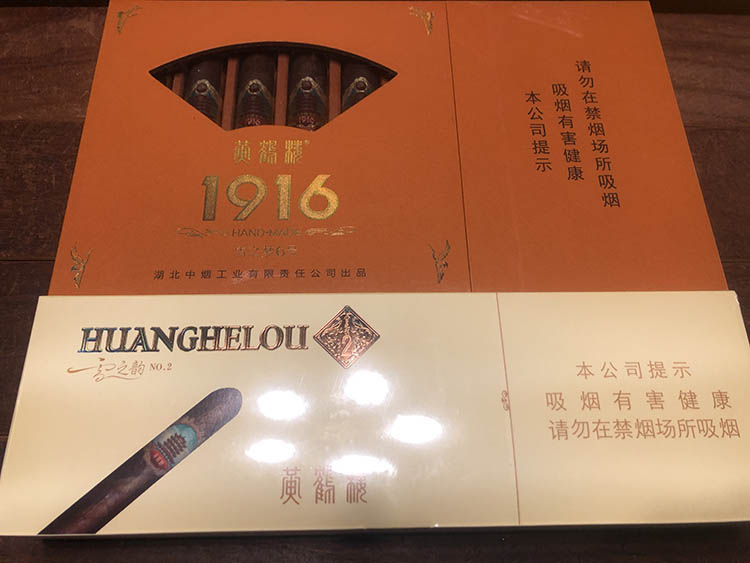 黄鹤楼
1916
HAND-MADE
湖北中烟工业有限责任公司出品
本公司提示
吸烟有害健康
请勿在禁烟场所吸烟
HUANGHELOU
2
之韵 NO.2
黄鹤楼
本公司提示
吸烟有害健康
请勿在禁烟场所吸烟